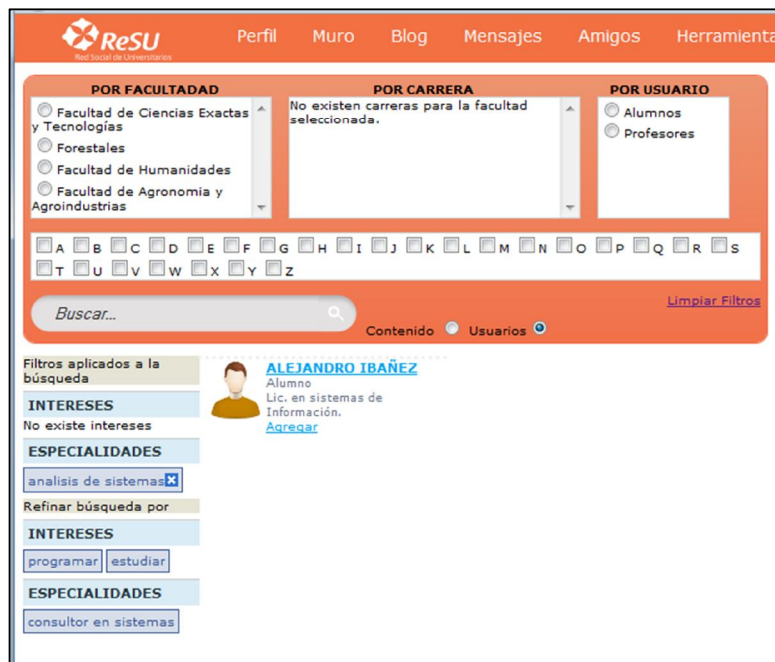 ReSU
Red Social de Universitarios
Perfil Muro Blog Mensajes Amigos Herramienta
POR FACULTADAD
Facultad de Ciencias Exactas
y Tecnologías
Forestales
Facultad de Humanidades
Facultad de Agronomia y
Agroindustrias
POR CARRERA
No existen carreras para la facultad
seleccionada.
POR USUARIO
Alumnos
Profesores
A B C D E F G H I J K L M N O P Q R S
T U V W X Y Z
Buscar...
Contenido Usuarios
Limpiar Filtros
Filtros aplicados a la
búsqueda
INTERESES
No existe intereses
ESPECIALIDADES
analisis de sistemas
Refinar búsqueda por
INTERESES
programar estudiar
ESPECIALIDADES
consultor en sistemas
ALEJANDRO IBAÑEZ
Alumno
Lic. en sistemas de
Información.
Agregar